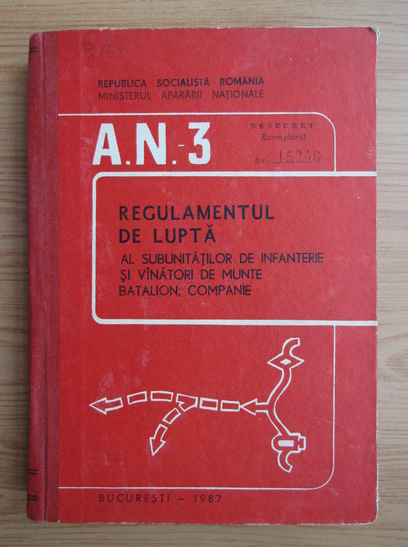 REPUBLICA SOCIALISTĂ ROMÂNIA
MINISTERUL APĂRĂRII NAȚIONALE
A.N.-3
NESECRET
Exemplarul
Nr.
REGULAMENTUL
DE LUPTĂ
AL SUBUNITĂȚILOR DE INFANTERIE
ȘI VÎNĂTORI DE MUNTE
BATALION, COMPANIE
BUCUREȘTI – 1987